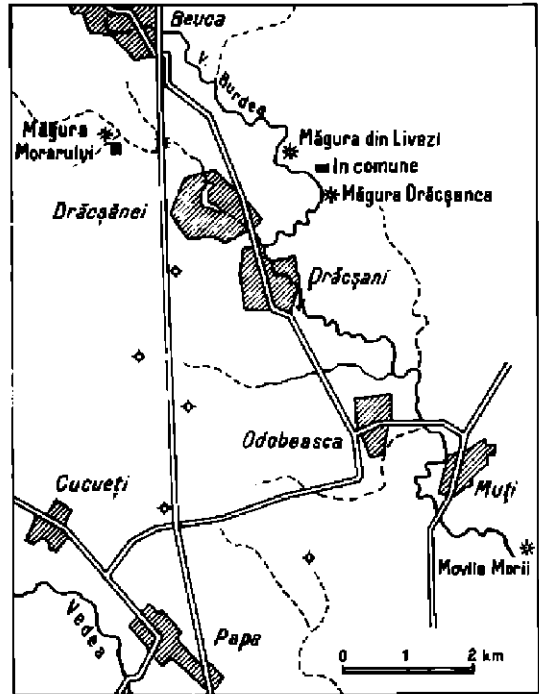 Beuca
V. Burdea
Măgura
Morarului
Măgura din Livezi
In comune
Măgura Drăcșanca
Drăcșănei
Drăcșani
Odobeasca
Cucueți
Muți
Movila Morii
Vedea
Papa
0 1 2 km